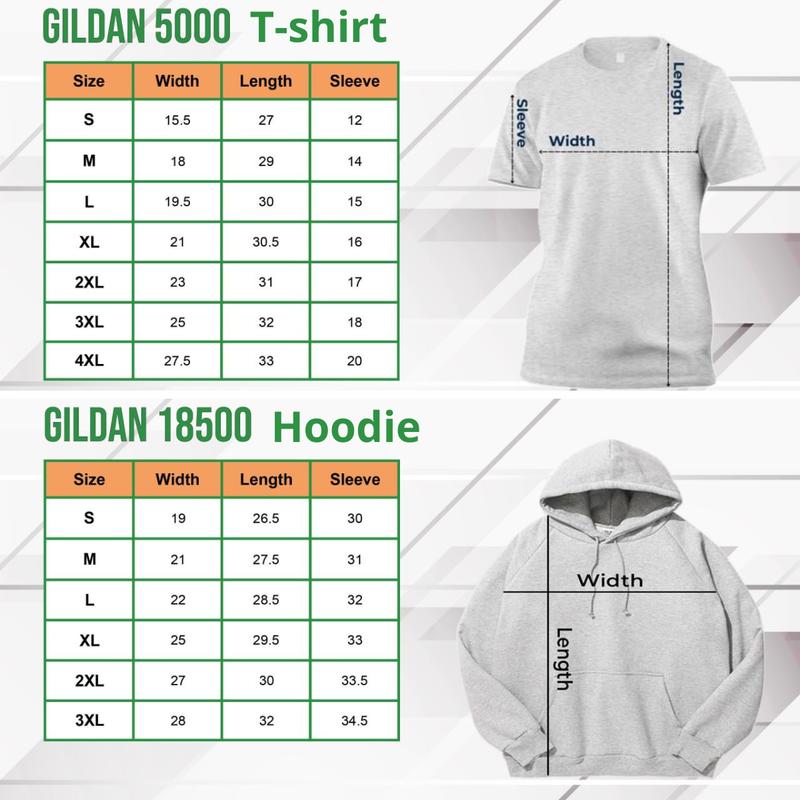 GILDAN 5000 T-shirt
Size Width Length Sleeve
S 15.5 27 12
M 18 29 14
L 19.5 30 15
XL 21 30.5 16
2XL 23 31 17
3XL 25 32 18
4XL 27.5 33 20
Length
Sleeve
Width
GILDAN 18500 Hoodie
Size Width Length Sleeve
S 19 26.5 30
M 21 27.5 31
L 22 28.5 32
XL 25 29.5 33
2XL 27 30 33.5
3XL 28 32 34.5
Width
Length